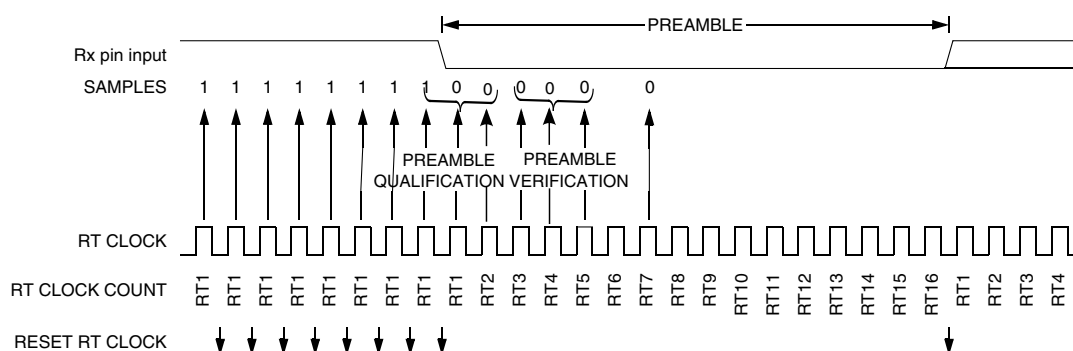 PREAMBLE
Rx pin input
SAMPLES 1 1 1 1 1 1 1 1 0 0 0 0 0 0
PREAMBLE QUALIFICATION
PREAMBLE VERIFICATION
RT CLOCK
RT CLOCK COUNT RT1 RT1 RT1 RT1 RT1 RT1 RT1 RT1 RT1 RT2 RT3 RT4 RT5 RT6 RT7 RT8 RT9 RT10 RT11 RT12 RT13 RT14 RT15 RT16 RT1 RT2 RT3 RT4
RESET RT CLOCK